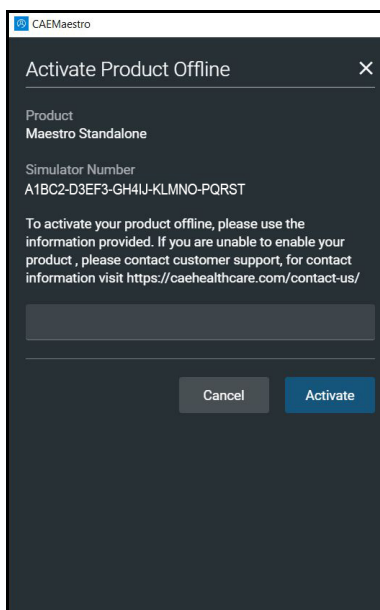 CAEMaestro
Activate Product Offline
Product
Maestro Standalone
Simulator Number
A1BC2-D3EF3-GH4IJ-KLMNO-PQRST
To activate your product offline, please use the
information provided. If you are unable to enable your
product , please contact customer support, for contact
information visit https://caehealthcare.com/contact-us/
Cancel
Activate